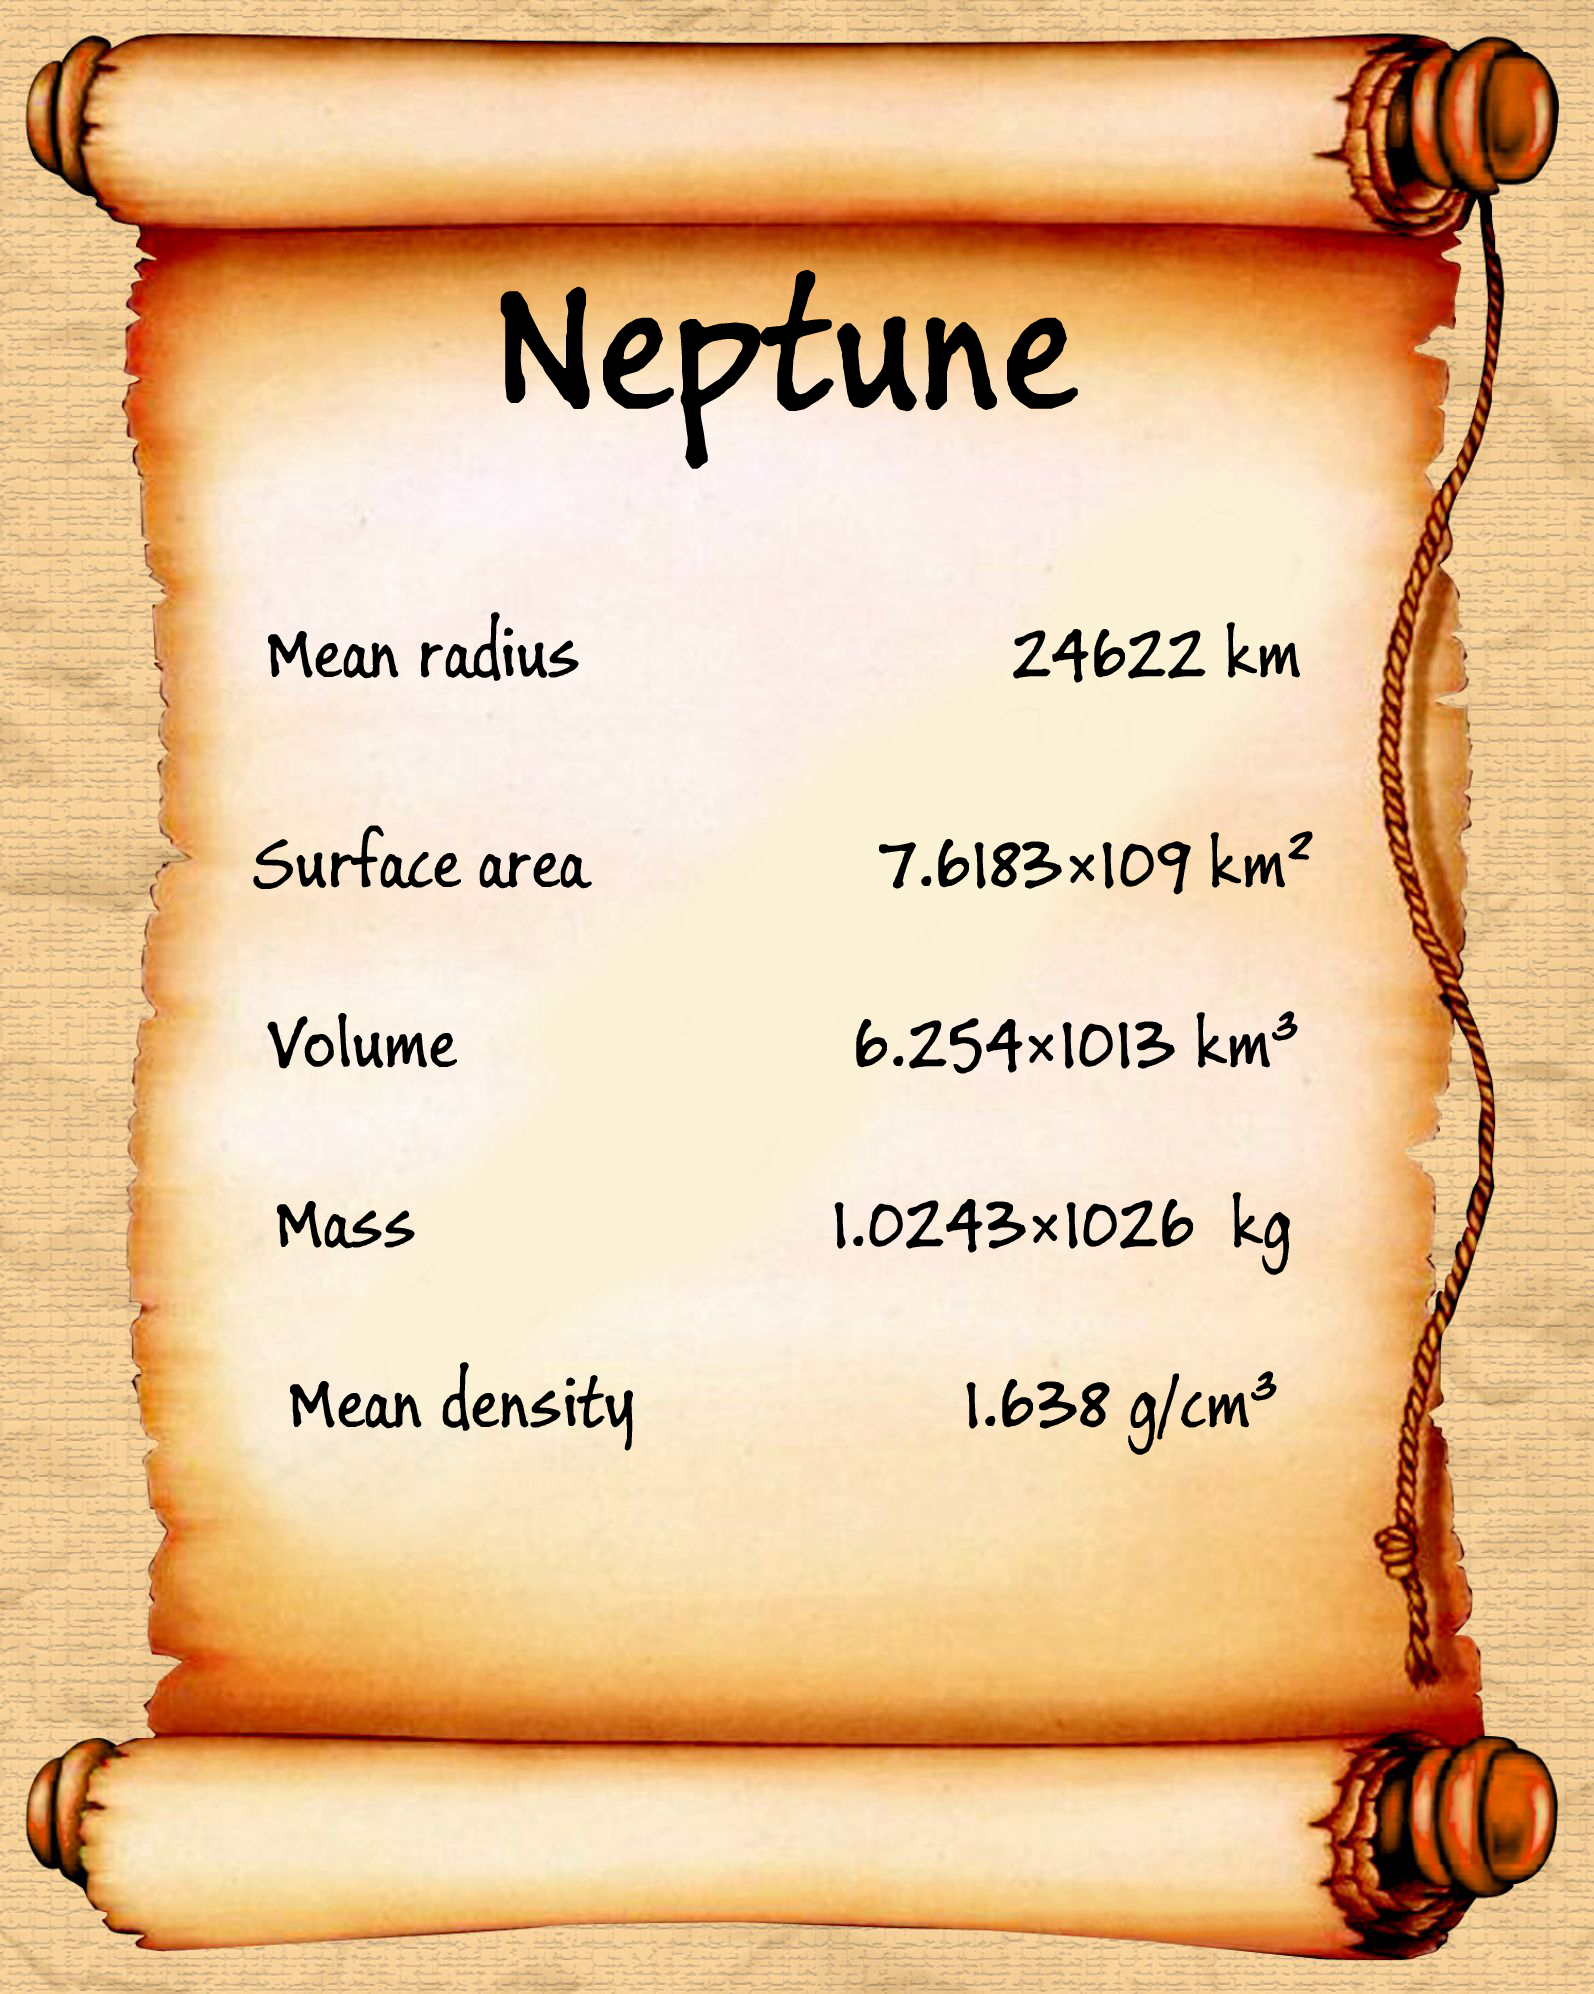 Neptune
Mean radius 24622 km
Surface area 7.6183×109 km²
Volume 6.254×1013 km³
Mass 1.0243×1026 kg
Mean density 1.638 g/cm³